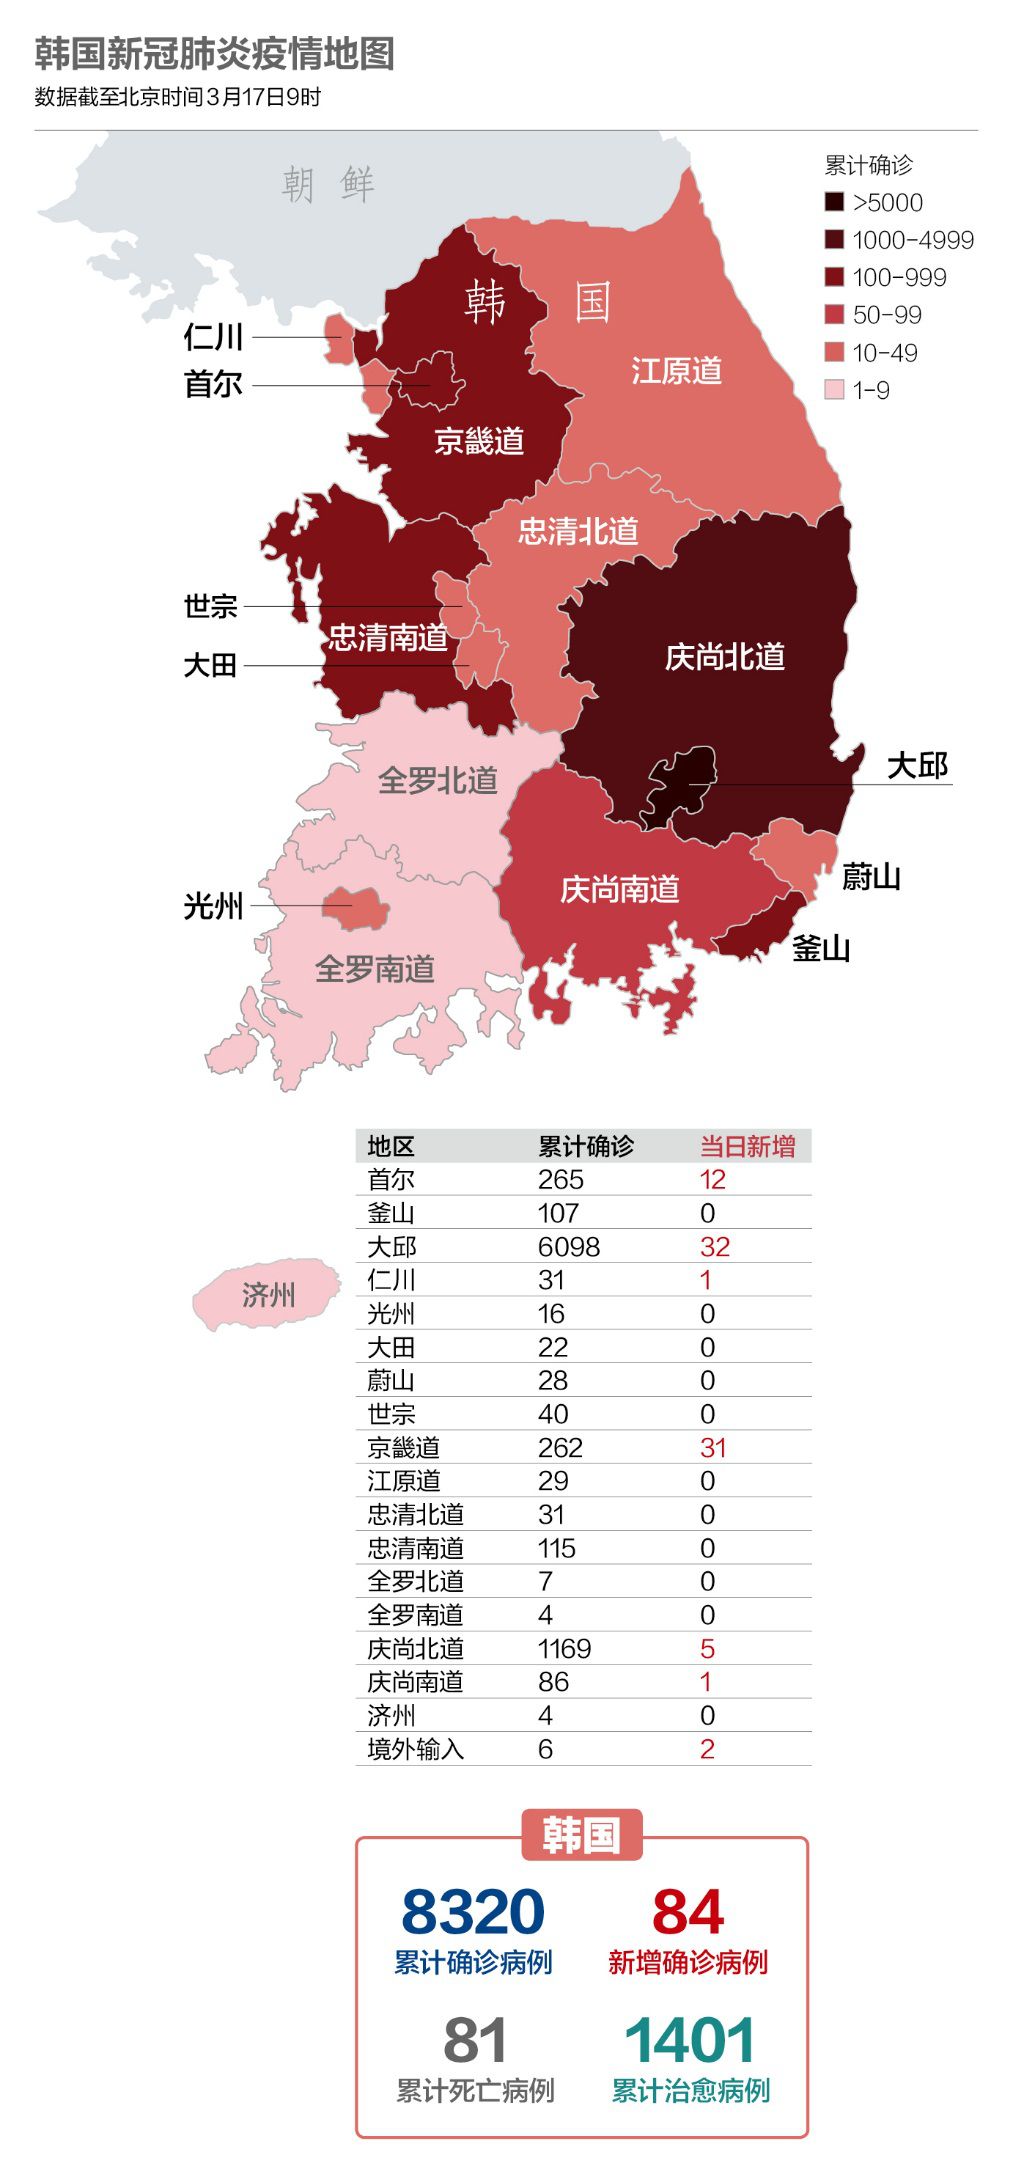 韩国新冠肺炎疫情地图
数据截至北京时间3月17日9时
朝鲜
累计确诊
>5000
1000-4999
100-999
50-99
10-49
1-9
韩国
仁川
首尔
江原道
京畿道
忠清北道
世宗
忠清南道
大田
庆尚北道
大邱
全罗北道
庆尚南道
蔚山
光州
釜山
全罗南道
济州
地区 累计确诊 当日新增
首尔 265 12
釜山 107 0
大邱 6098 32
仁川 31 1
光州 16 0
大田 22 0
蔚山 28 0
世宗 40 0
京畿道 262 31
江原道 29 0
忠清北道 31 0
忠清南道 115 0
全罗北道 7 0
全罗南道 4 0
庆尚北道 1169 5
庆尚南道 86 1
济州 4 0
境外输入 6 2
韩国
8320 84
累计确诊病例 新增确诊病例
81 1401
累计死亡病例 累计治愈病例